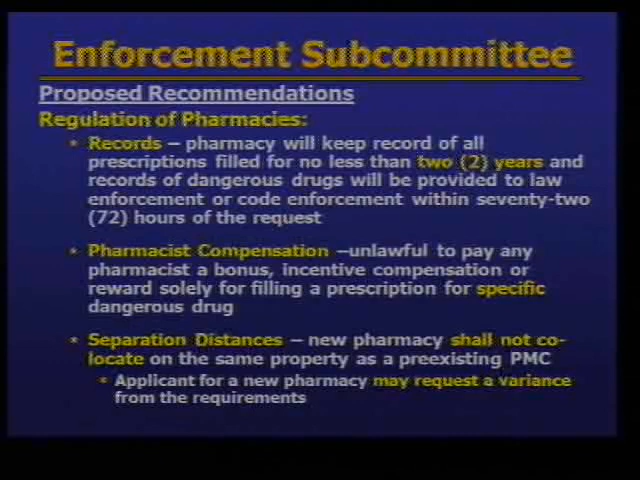 Enforcement Subcommittee
Proposed Recommendations
Regulation of Pharmacies:
• Records – pharmacy will keep record of all
prescriptions filled for no less than two (2) years and
records of dangerous drugs will be provided to law
enforcement or code enforcement within seventy-two
(72) hours of the request
• Pharmacist Compensation –unlawful to pay any
pharmacist a bonus, incentive compensation or
reward solely for filling a prescription for specific
dangerous drug
• Separation Distances – new pharmacy shall not co-
locate on the same property as a preexisting PMC
• Applicant for a new pharmacy may request a variance
from the requirements